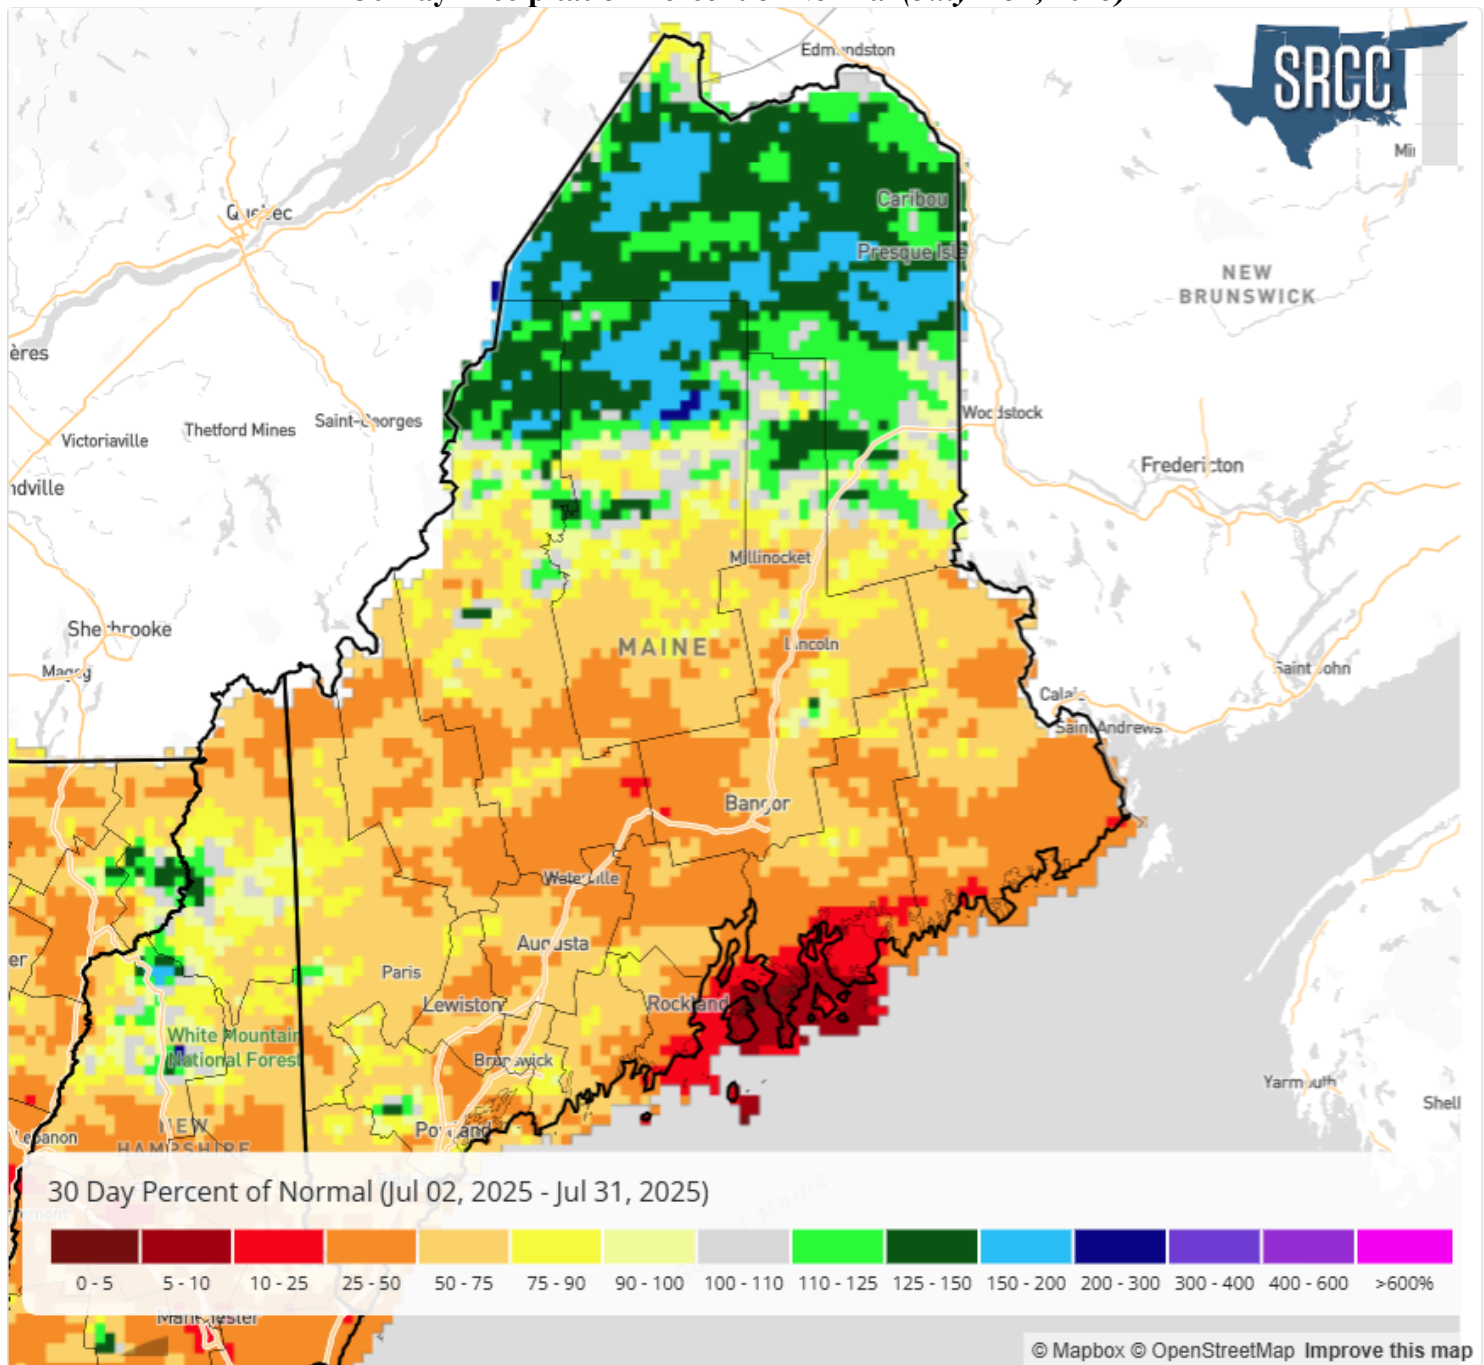 Edmundston
SRCC
Caribou
Quebec
Presque Isle
NEW
BRUNSWICK
ères
Woodstock
Saint-Georges
Thetford Mines
Victoriaville
Fredericton
ndville
Millinocket
Sherbrooke
MAINE
Lincoln
Saint John
Magog
Calais
Saint Andrews
Bangor
Waterville
Augusta
er
Paris
Lewiston
Rockland
White Mountain
National Forest
Brunswick
Yarmouth
Shel
NEW
HAMPSHIRE
Lebanon
Portland
30 Day Percent of Normal (Jul 02, 2025 - Jul 31, 2025)
0 - 5 5 - 10 10 - 25 25 - 50 50 - 75 75 - 90 90 - 100 100 - 110 110 - 125 125 - 150 150 - 200 200 - 300 300 - 400 400 - 600 >600%
Manchester
© Mapbox © OpenStreetMap Improve this map